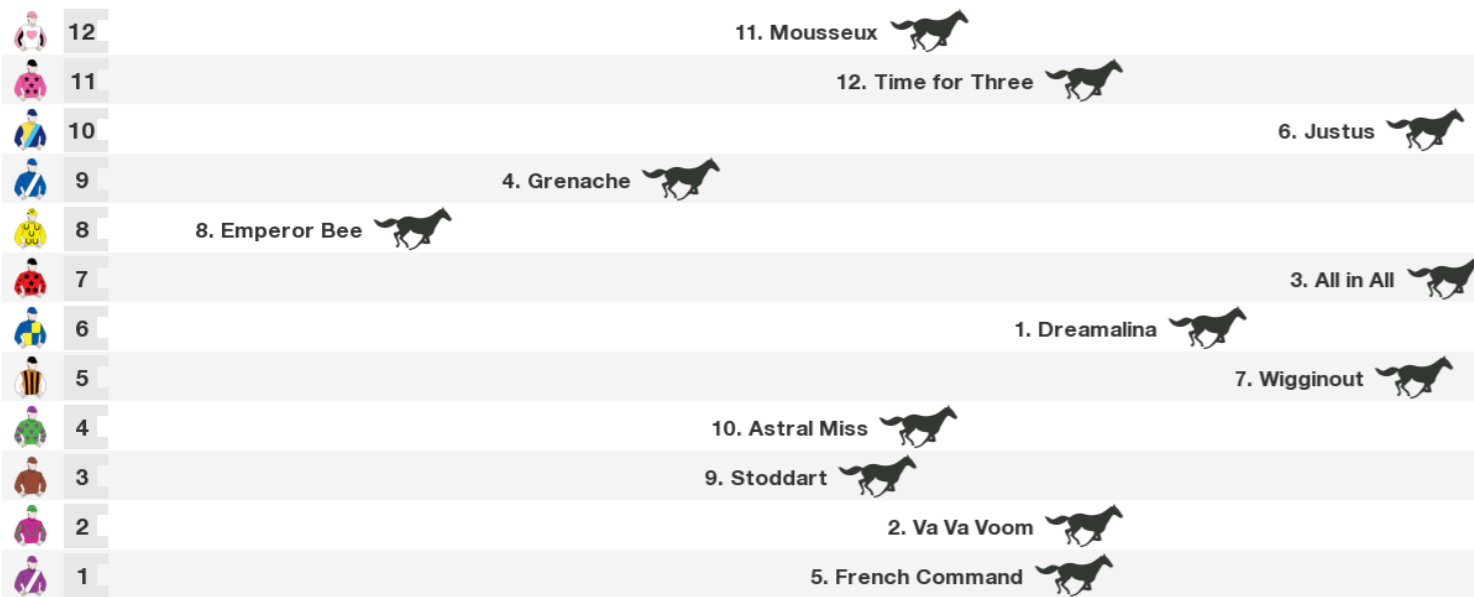 12 11. Mousseux
11 12. Time for Three
10 6. Justus
9 4. Grenache
8 8. Emperor Bee
7 3. All in All
6 1. Dreamalina
5 7. Wigginout
4 10. Astral Miss
3 9. Stoddart
2 2. Va Va Voom
1 5. French Command